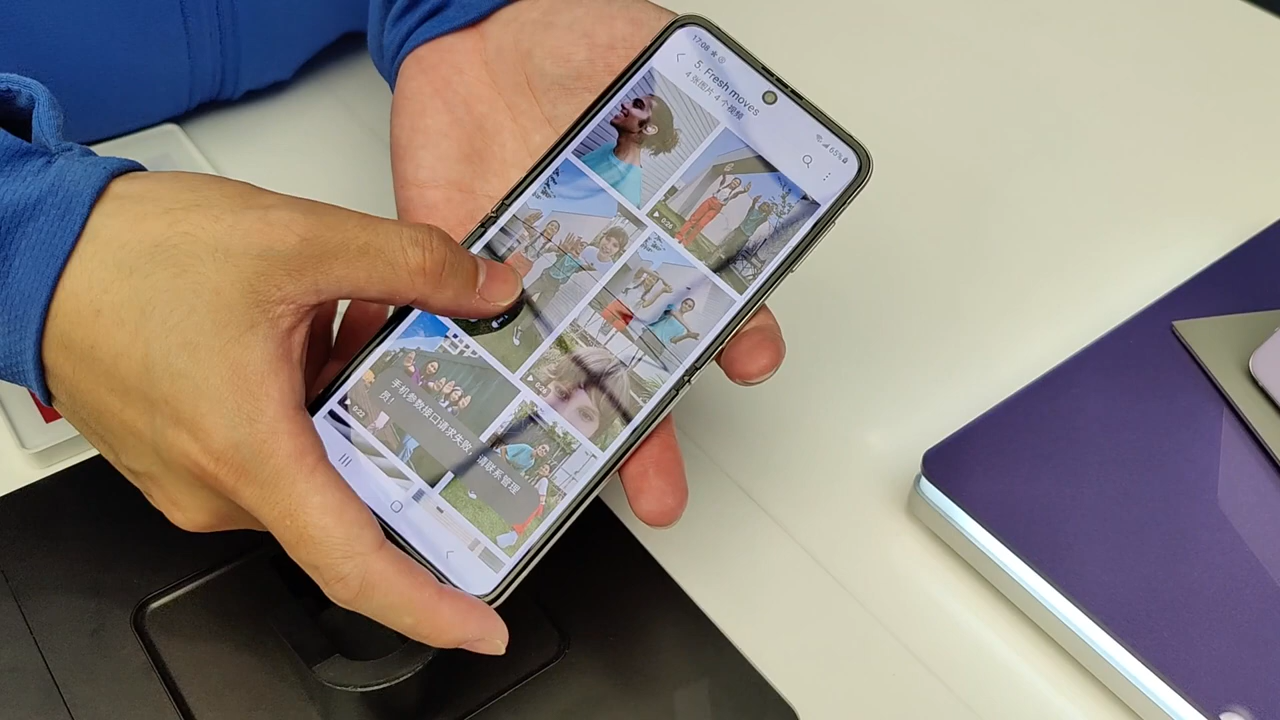 17:08
65%
5. Fresh moves
4 张图片 4 个视频
0:25
0:22
手机参数接口请求失败，请联系管理
员！